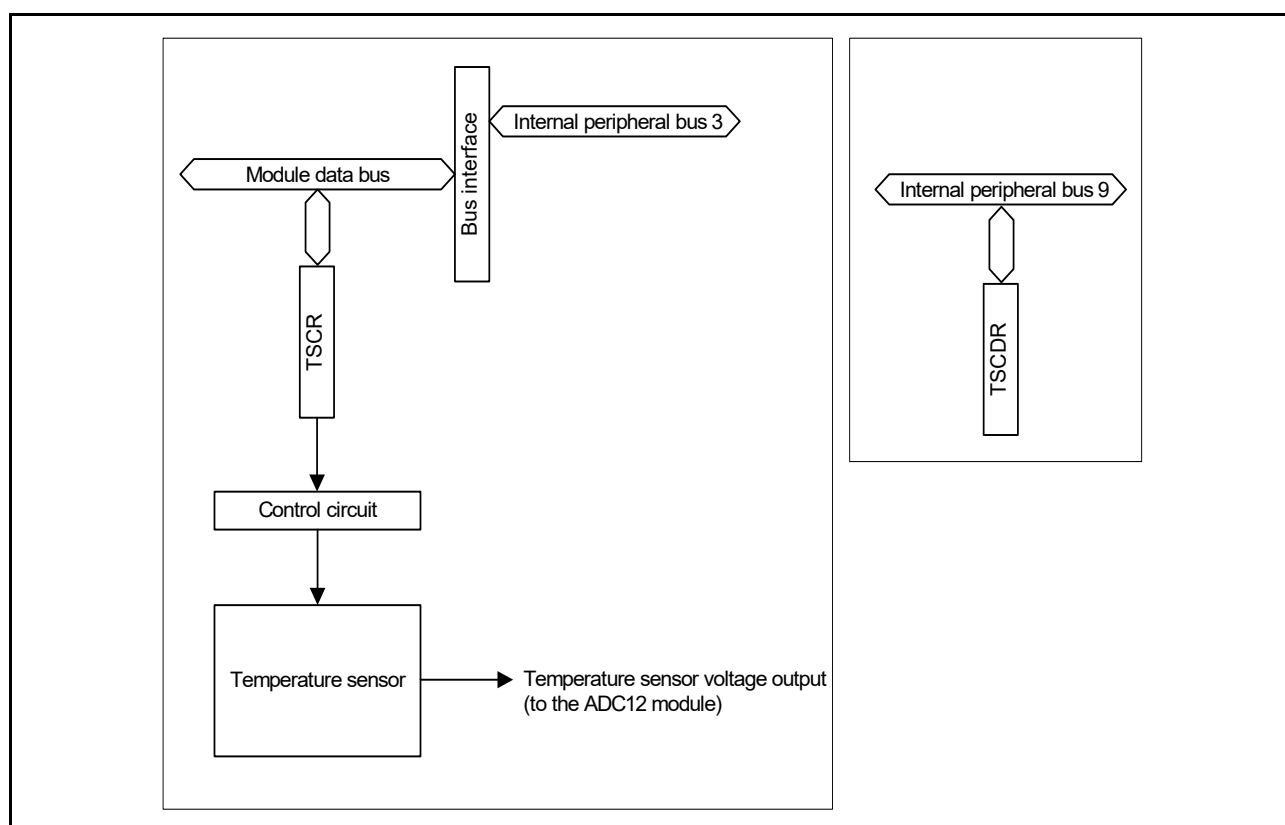 Bus interface
Internal peripheral bus 3
Module data bus
TSCR
Control circuit
Temperature sensor
Temperature sensor voltage output
(to the ADC12 module)
Internal peripheral bus 9
TSCDR